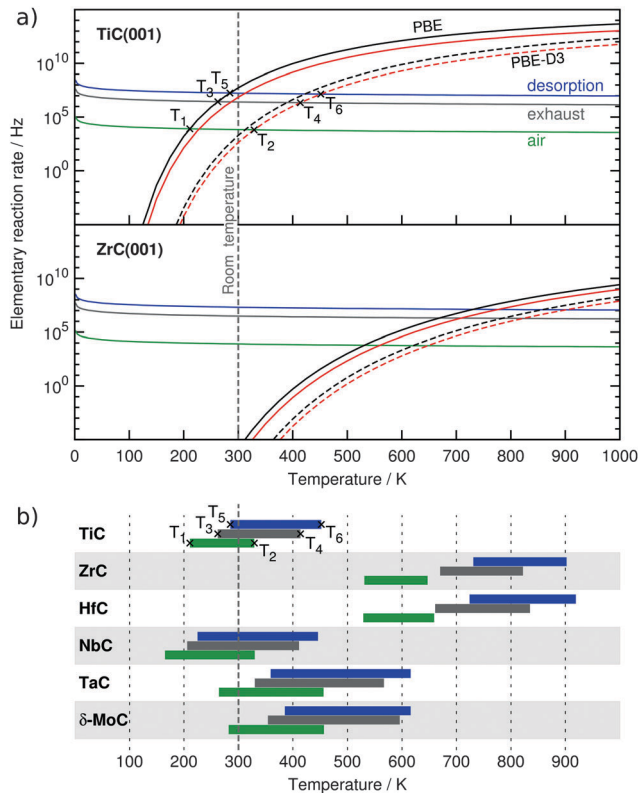 a)
TiC(001)
PBE
PBE-D3
10^10
10^5
10^0
desorption
exhaust
air
T1
T3
T5
T2
T4
T6
Elementary reaction rate / Hz
Room temperature
ZrC(001)
10^10
10^5
10^0
0 100 200 300 400 500 600 700 800 900 1000
Temperature / K
b)
TiC
T1
T3
T5
T2
T4
T6
ZrC
HfC
NbC
TaC
δ-MoC
100 200 300 400 500 600 700 800 900
Temperature / K